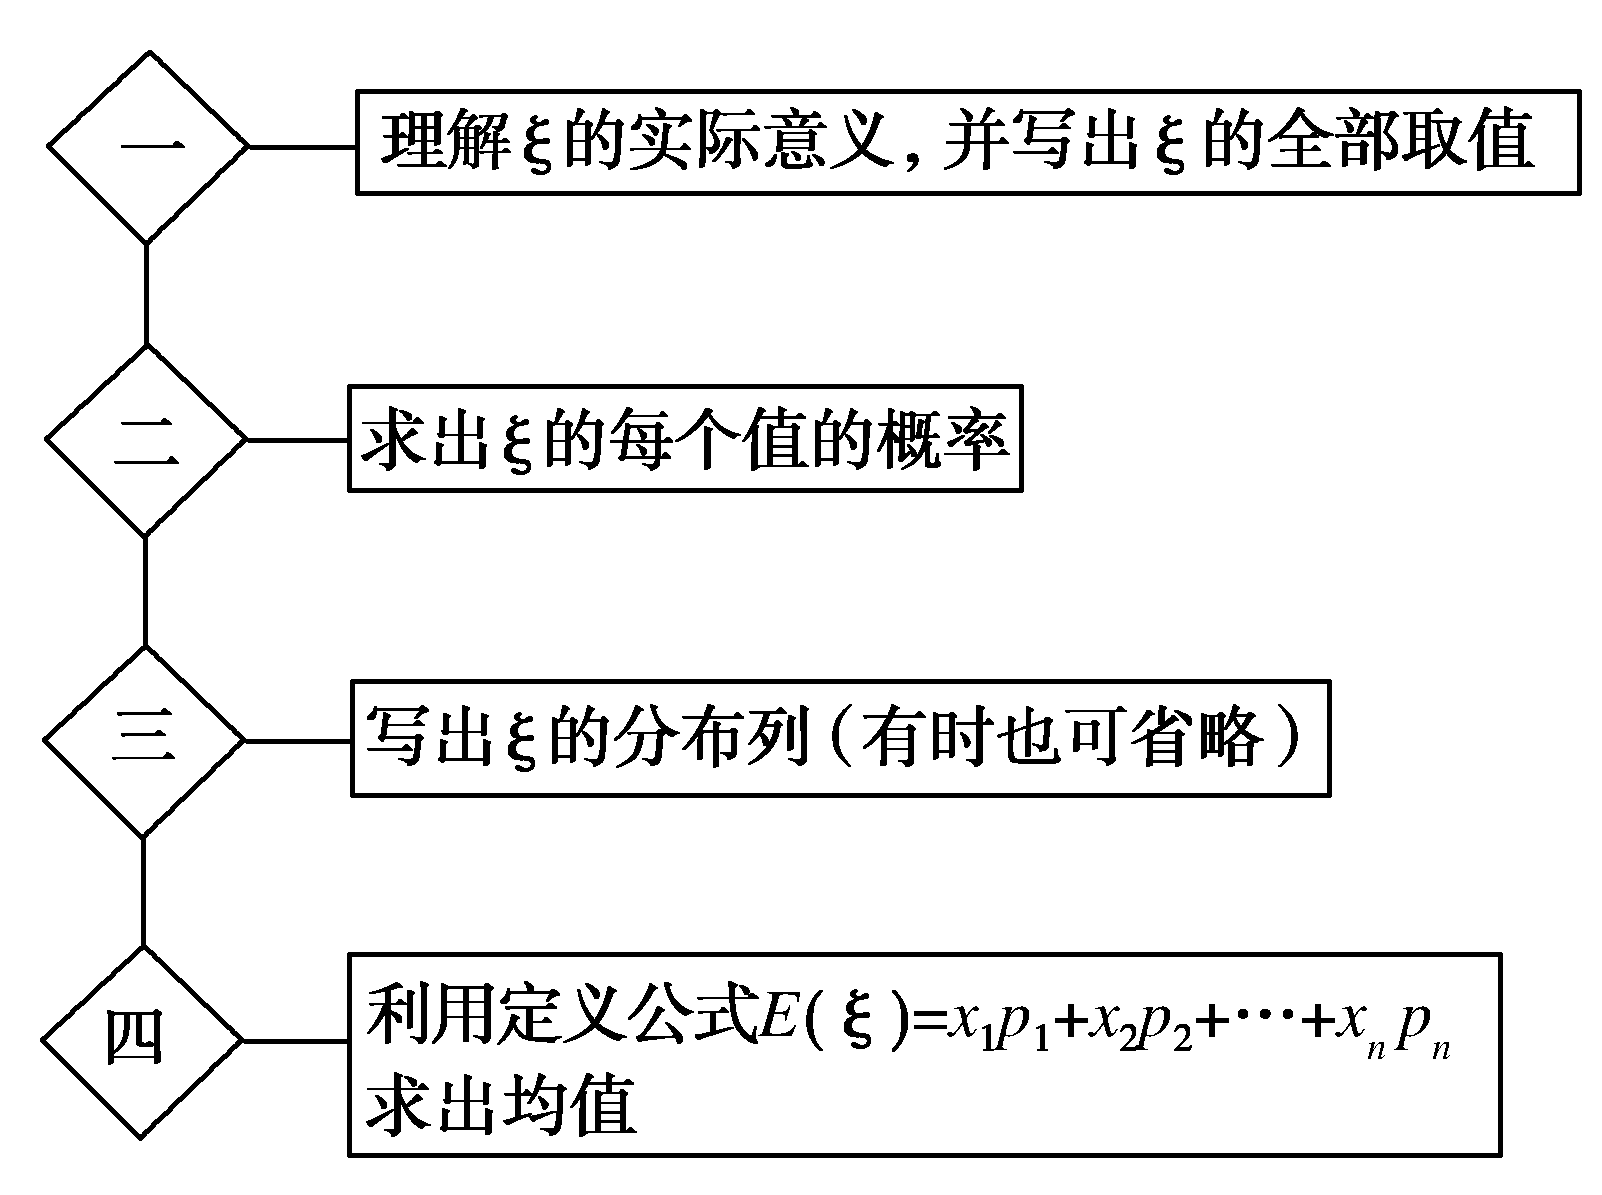 一
理解ξ的实际意义，并写出ξ的全部取值
二
求出ξ的每个值的概率
三
写出ξ的分布列(有时也可省略)
四
利用定义公式E(ξ)=x₁p₁+x₂p₂+…+xₙpₙ
求出均值